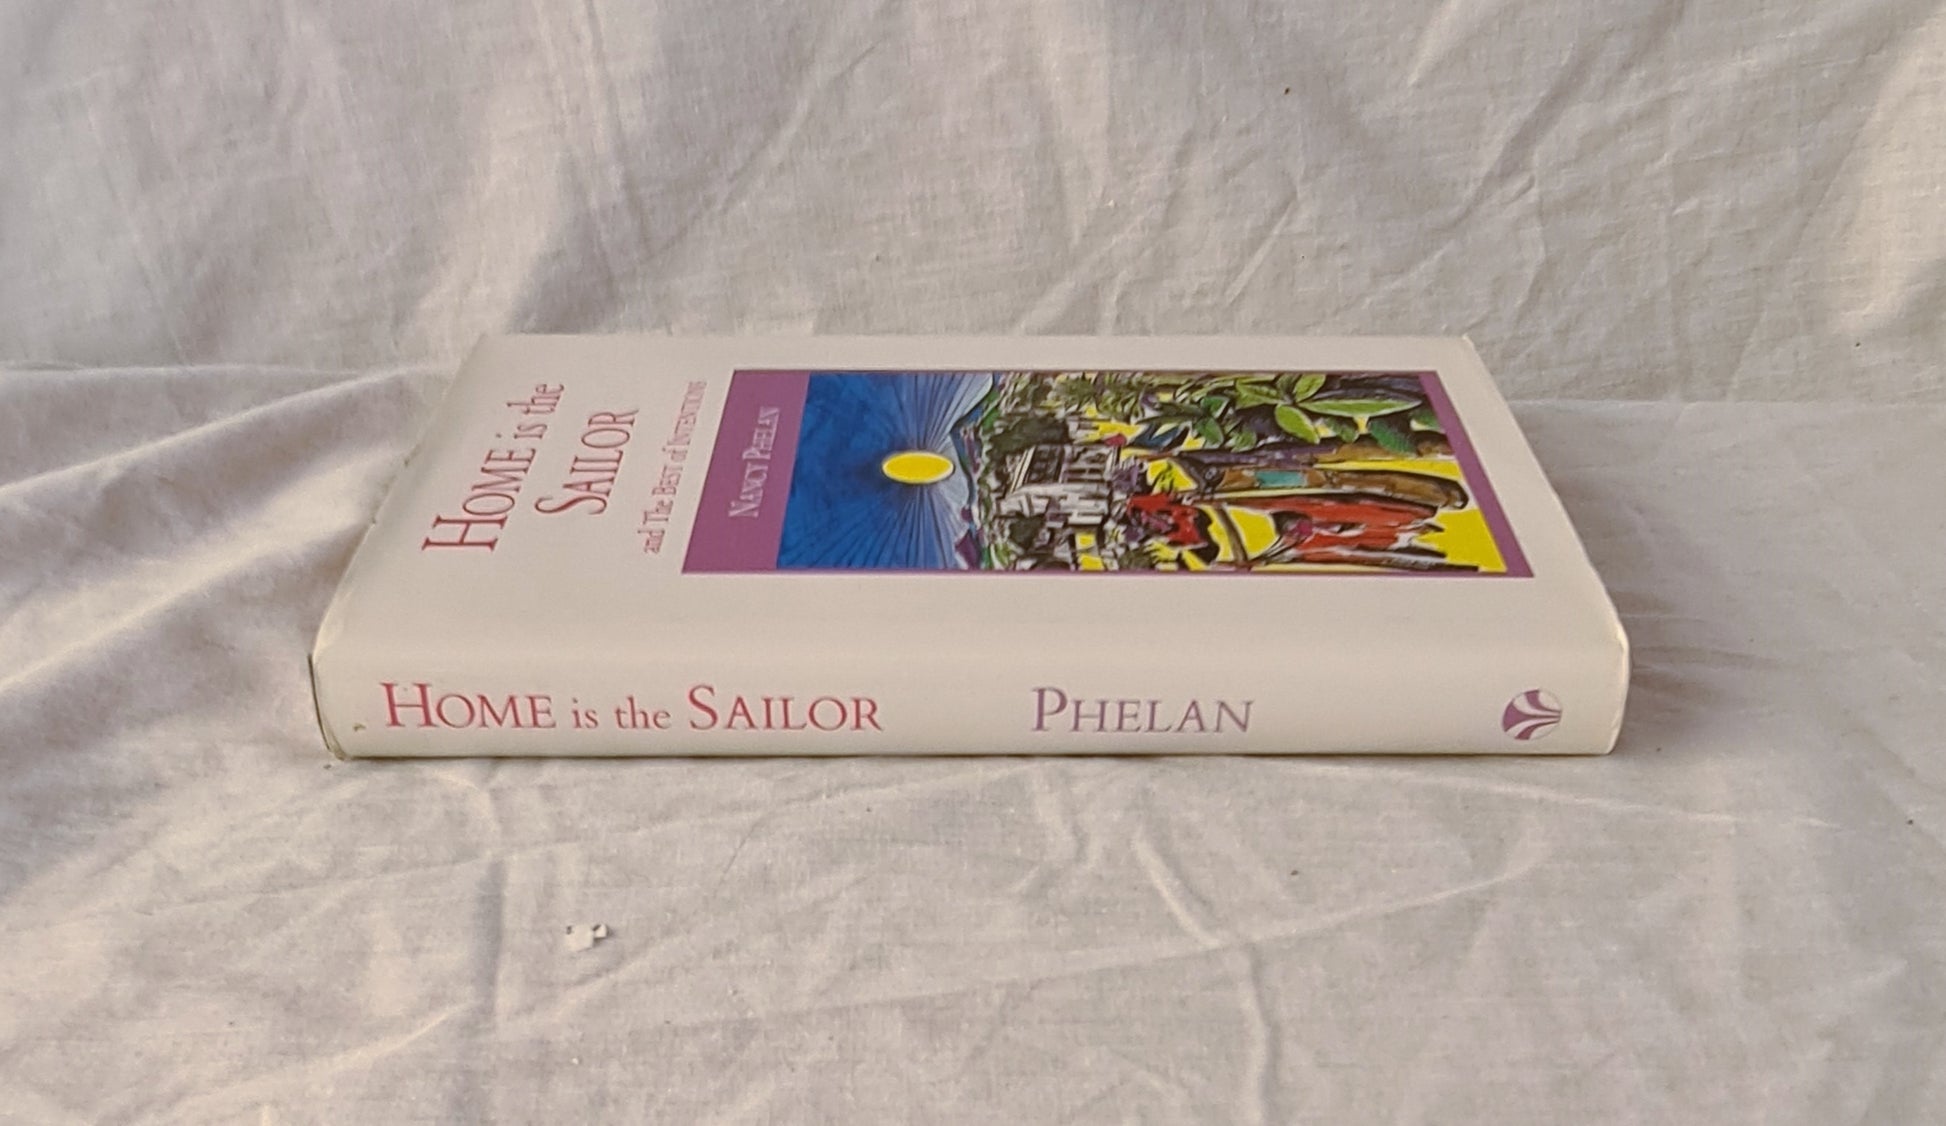 HOME is the
SAILOR
and The BEST of INTENTIONS
NANCY PHELAN
HOME is the SAILOR PHELAN